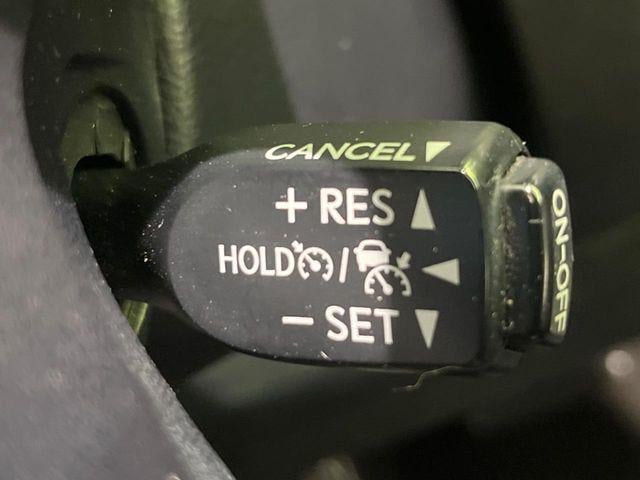 CANCEL ▼
+ RES ▲
HOLD / ◀
- SET ▼
ON-OFF